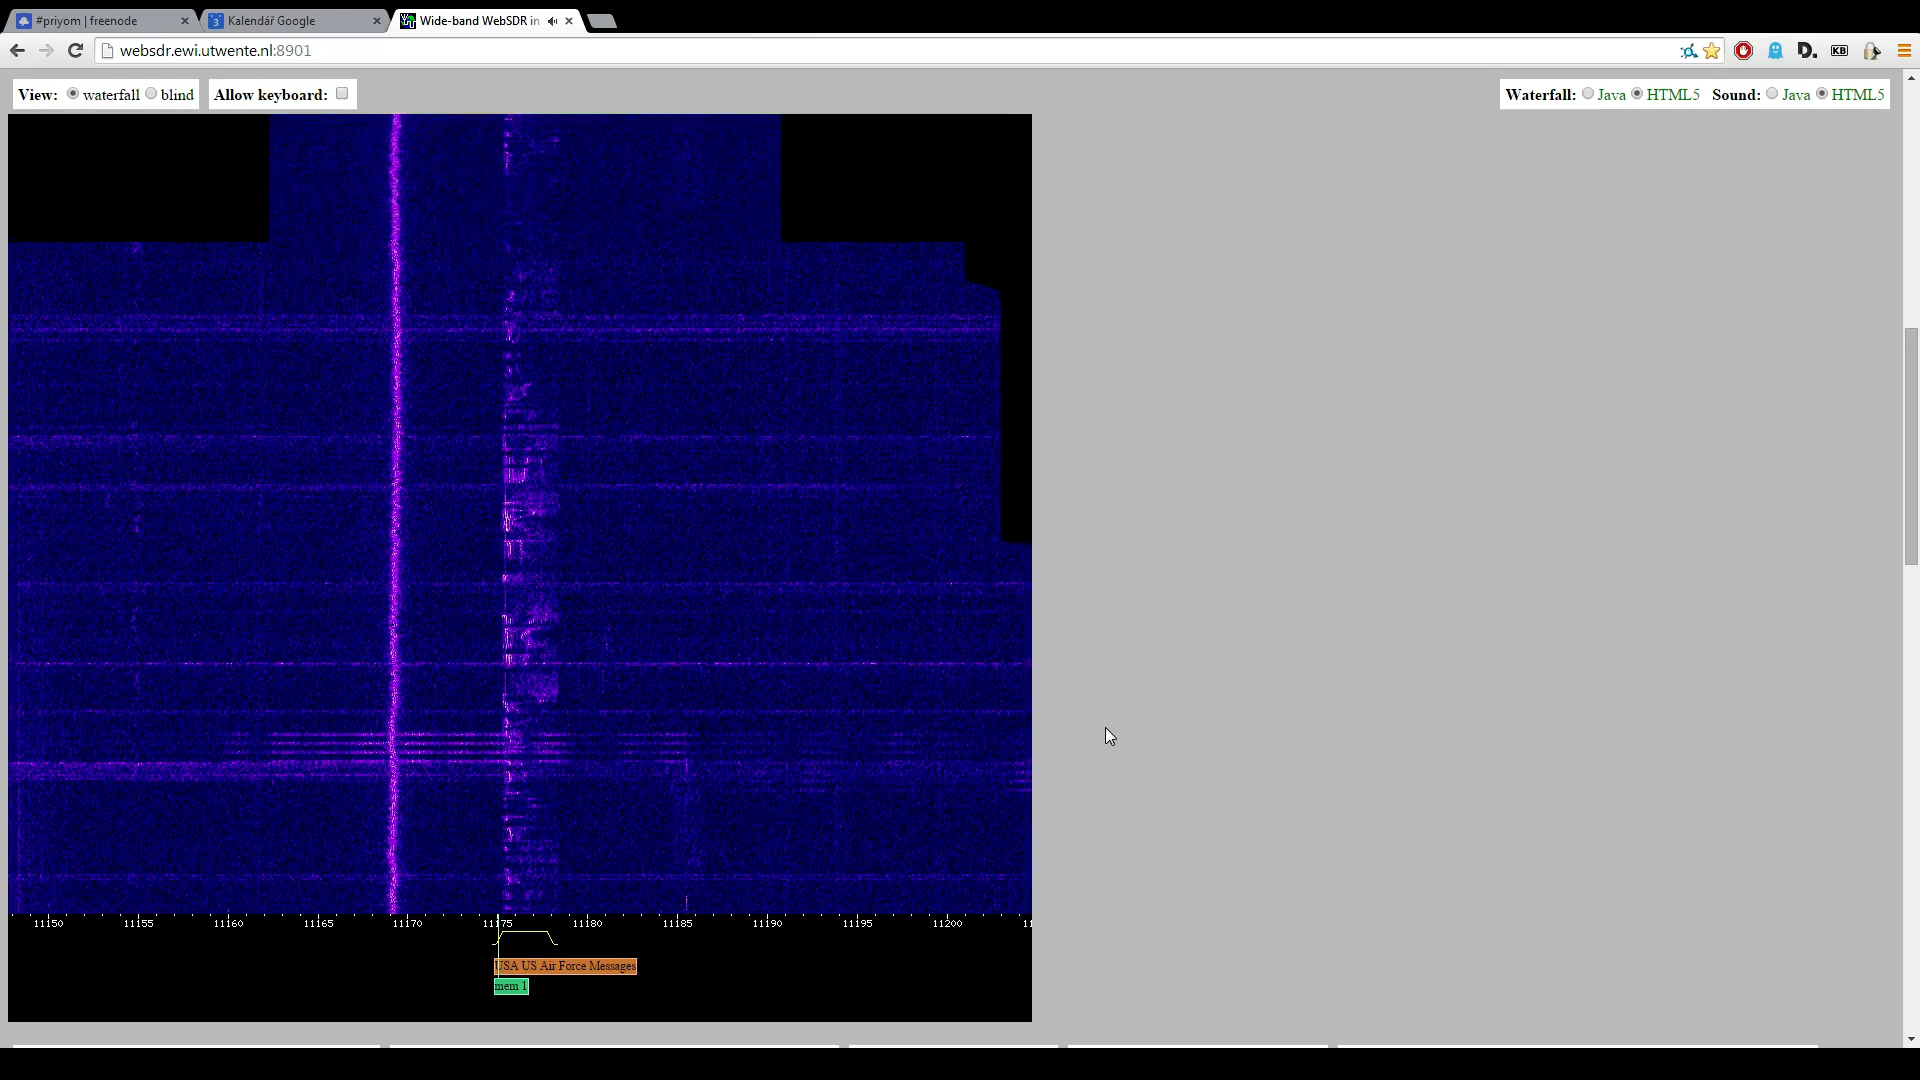 #priyom | freenode
Kalendář Google
Wide-band WebSDR in
websdr.ewi.utwente.nl:8901
D.
KB
View: waterfall blind
Allow keyboard:
Waterfall: Java HTML5 Sound: Java HTML5
11150 11155 11160 11165 11170 11175 11180 11185 11190 11195 11200 11
USA US Air Force Messages
mem 1